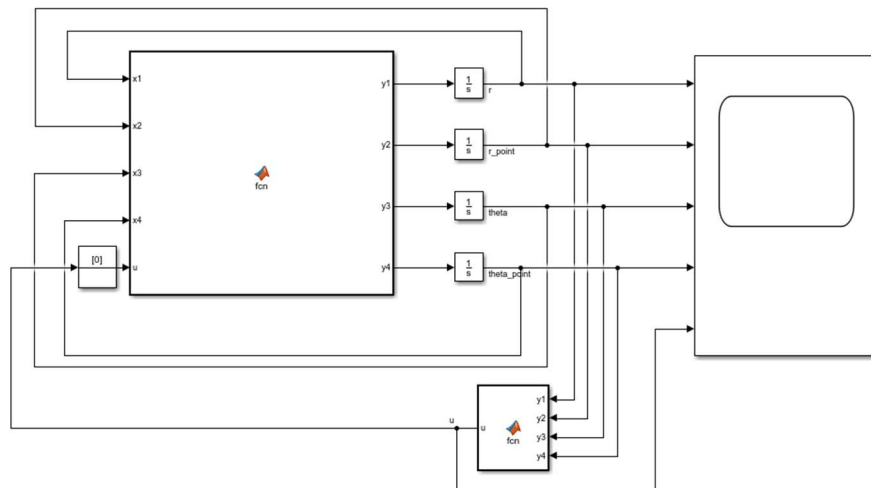 x1
x2
x3
x4
u
fcn
y1
y2
y3
y4
1
s
r
1
s
r_point
1
s
theta
1
s
theta_point
[0]
u
u
fcn
y1
y2
y3
y4